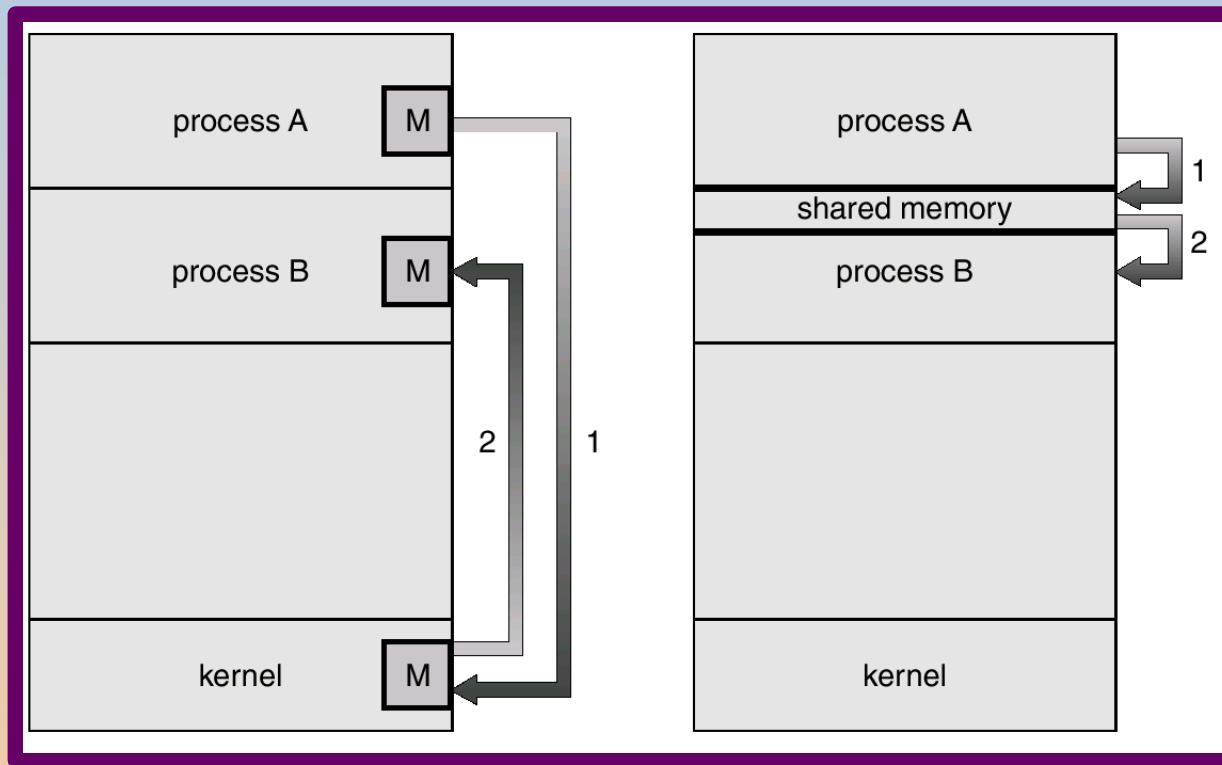 process A
M
process B
M
2
1
kernel
M
process A
1
shared memory
2
process B
kernel